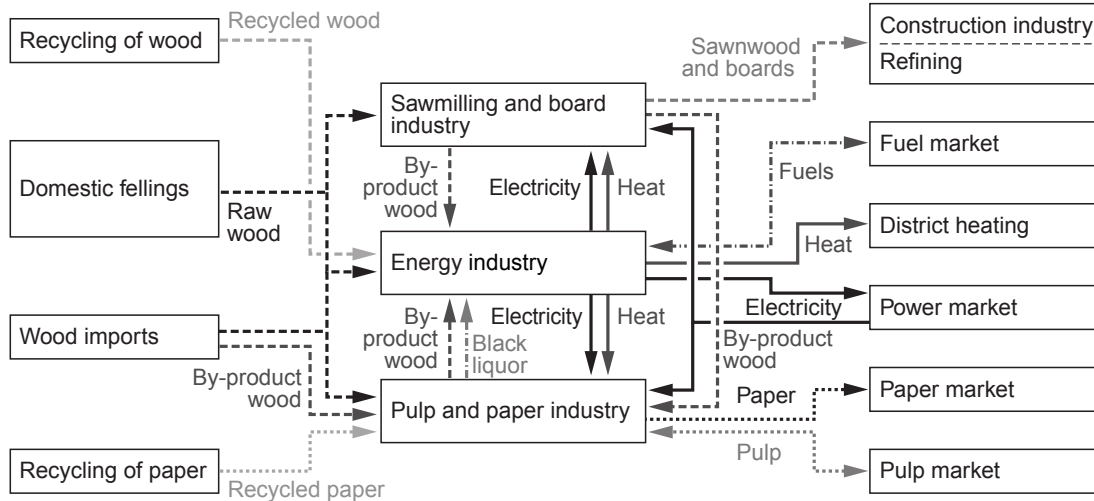 Recycled wood
Recycling of wood
Construction industry
Refining
Sawnwood
and boards
Sawmilling and board
industry
Fuel market
By-
product
wood
Electricity
Heat
Fuels
Domestic fellings
Raw
wood
District heating
Heat
Energy industry
Electricity
Power market
By-
product
wood
Black
liquor
Electricity
Heat
By-product
wood
Wood imports
By-product
wood
Paper
Paper market
Pulp and paper industry
Pulp
Pulp market
Recycling of paper
Recycled paper